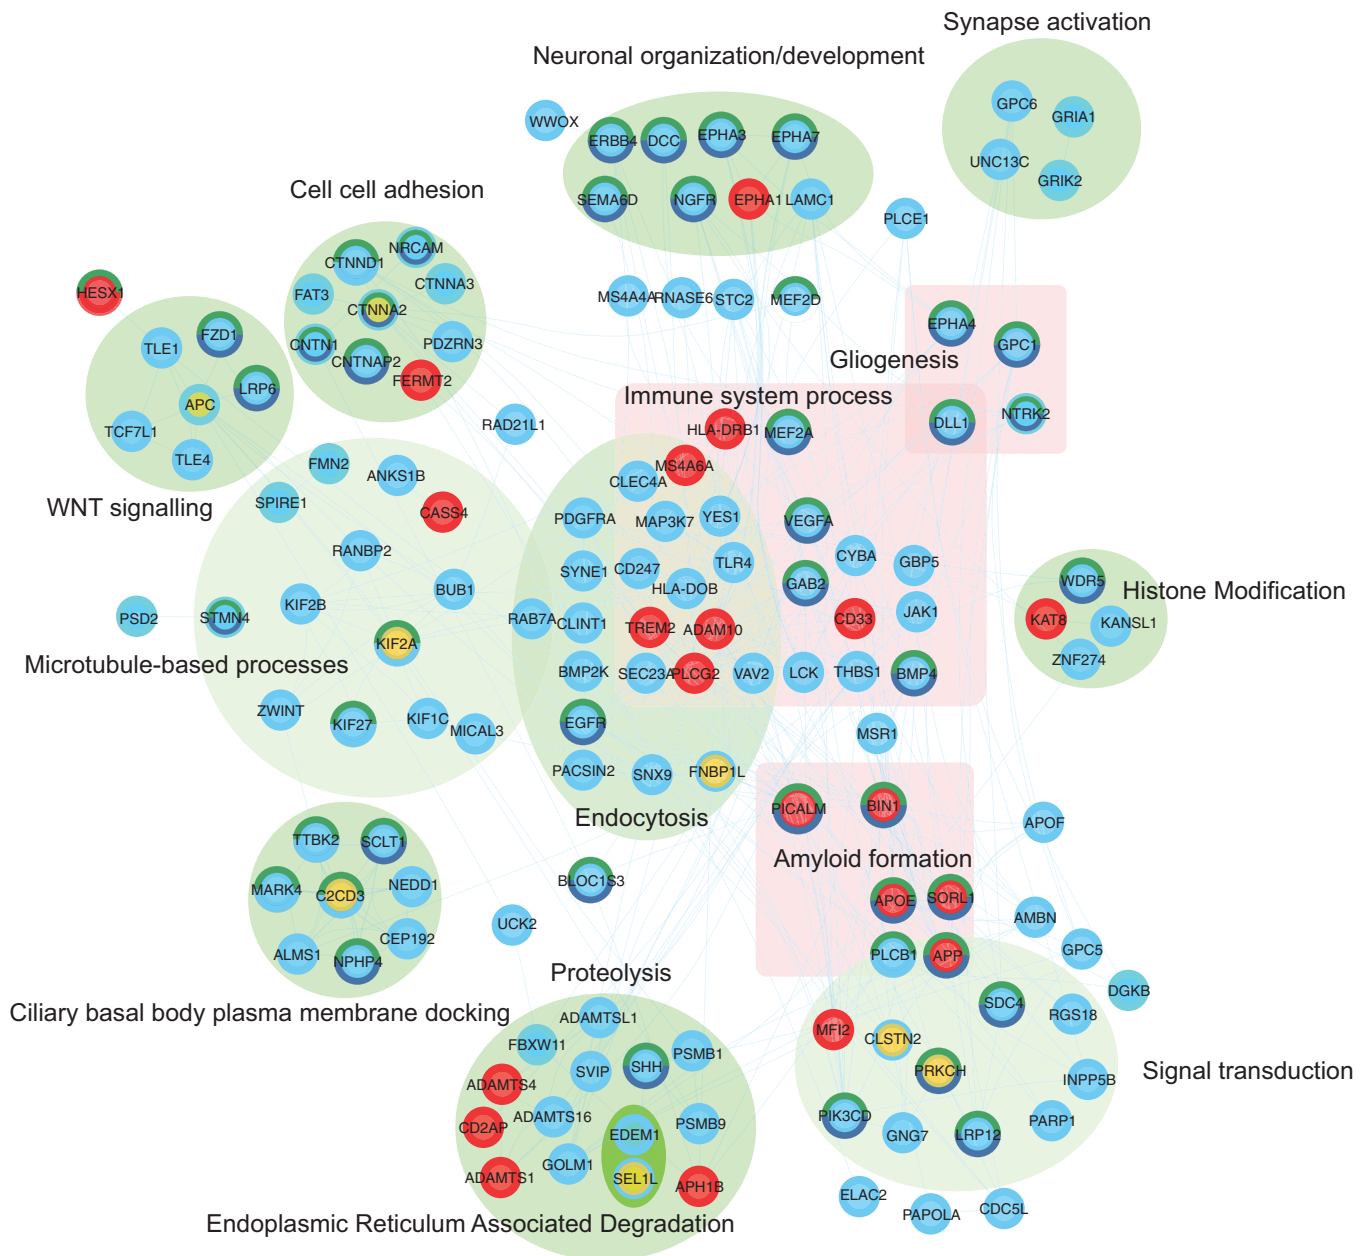 Synapse activation
Neuronal organization/development
GPC6
GRIA1
WWOX
ERBB4
DCC
EPHA3
EPHA7
UNC13C
GRIK2
Cell cell adhesion
SEMA6D
NGFR
EPHA1
LAMC1
PLCE1
NRCAM
CTNND1
CTNNA3
HESX1
FAT3
CTNNA2
MS4A4A
RNASE6
STC2
MEF2D
EPHA4
GPC1
FZD1
TLE1
CNTN1
PDZRN3
CNTNAP2
FERMT2
Gliogenesis
LRP6
APC
Immune system process
NTRK2
TCF7L1
TLE4
RAD21L1
HLA-DRB1
MEF2A
DLL1
WNT signalling
FMN2
ANKS1B
MS4A6A
CLEC4A
SPIRE1
CASS4
PDGFRA
MAP3K7
YES1
VEGFA
RANBP2
CYBA
GBP5
SYNE1
CD247
TLR4
HLA-DOB
GAB2
WDR5
Histone Modification
BUB1
KIF2B
PSD2
STMN4
RAB7A
CLINT1
TREM2
ADAM10
CD33
JAK1
KAT8
KANSL1
KIF2A
Microtubule-based processes
ZNF274
BMP2K
SEC23A
PLCG2
VAV2
LCK
THBS1
BMP4
ZWINT
KIF27
KIF1C
MICAL3
EGFR
MSR1
PACSIN2
SNX9
FNBP1L
PICALM
BIN1
Endocytosis
APOF
TTBK2
SCLT1
Amyloid formation
MARK4
C2CD3
NEDD1
BLOC1S3
APOE
SORL1
UCK2
AMBN
CEP192
ALMS1
NPHP4
PLCB1
APP
GPC5
Proteolysis
DGKB
Ciliary basal body plasma membrane docking
ADAMTSL1
SDC4
RGS18
MFI2
CLSTN2
FBXW11
PSMB1
SVIP
SHH
PRKCH
Signal transduction
ADAMTS4
INPP5B
ADAMTS16
CD2AP
EDEM1
PSMB9
PIK3CD
GNG7
LRP12
PARP1
GOLM1
ADAMTS1
SEL1L
APH1B
ELAC2
PAPOLA
CDC5L
Endoplasmic Reticulum Associated Degradation